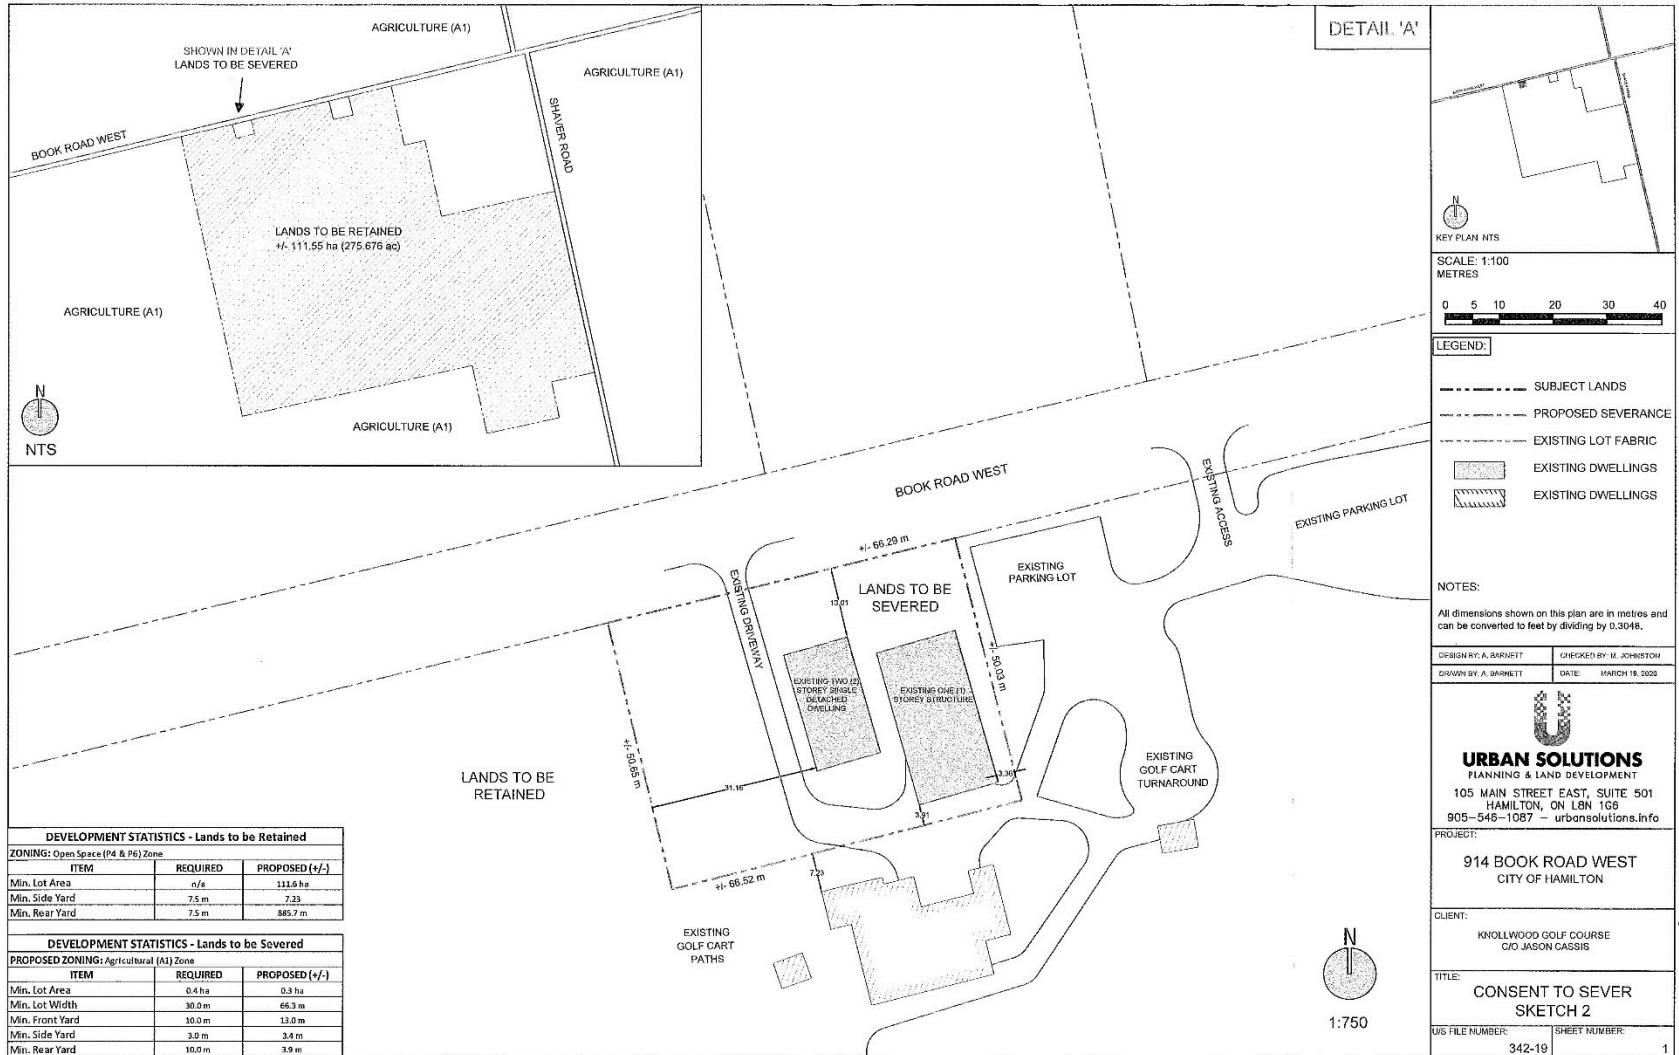 AGRICULTURE (A1)
SHOWN IN DETAIL 'A'
LANDS TO BE SEVERED
AGRICULTURE (A1)
BOOK ROAD WEST
SHAVER ROAD
LANDS TO BE RETAINED
+/- 111.55 ha (275.676 ac)
AGRICULTURE (A1)
AGRICULTURE (A1)
N
NTS
DETAIL 'A'
BOOK ROAD WEST
EXISTING ACCESS
EXISTING PARKING LOT
+/- 66.29 m
EXISTING
PARKING LOT
LANDS TO BE
SEVERED
13.01
EXISTING DRIVEWAY
+/- 50.03 m
EXISTING TWO (2)
STOREY SINGLE
DETACHED
DWELLING
EXISTING ONE (1)
STOREY STRUCTURE
+/- 50.65 m
LANDS TO BE
RETAINED
31.16
3.36
3.91
EXISTING
GOLF CART
TURNAROUND
+/- 66.52 m
7.23
EXISTING
GOLF CART
PATHS
N
1:750
DEVELOPMENT STATISTICS - Lands to be Retained
ZONING: Open Space (P4 & P6) Zone
ITEM REQUIRED PROPOSED (+/-)
Min. Lot Area n/a 111.6 ha
Min. Side Yard 7.5 m 7.23
Min. Rear Yard 7.5 m 885.7 m
DEVELOPMENT STATISTICS - Lands to be Severed
PROPOSED ZONING: Agricultural (A1) Zone
ITEM REQUIRED PROPOSED (+/-)
Min. Lot Area 0.4 ha 0.3 ha
Min. Lot Width 30.0 m 66.3 m
Min. Front Yard 10.0 m 13.0 m
Min. Side Yard 3.0 m 3.4 m
Min. Rear Yard 10.0 m 3.9 m
N
KEY PLAN NTS
SCALE: 1:100
METRES
0 5 10 20 30 40
LEGEND:
SUBJECT LANDS
PROPOSED SEVERANCE
EXISTING LOT FABRIC
EXISTING DWELLINGS
EXISTING DWELLINGS
NOTES:
All dimensions shown on this plan are in metres and
can be converted to feet by dividing by 0.3048.
DESIGN BY: A. BARNETT CHECKED BY: M. JOHNSTON
DRAWN BY: A. BARNETT DATE: MARCH 19, 2020
URBAN SOLUTIONS
PLANNING & LAND DEVELOPMENT
105 MAIN STREET EAST, SUITE 501
HAMILTON, ON L8N 1G6
905-546-1087 - urbansolutions.info
PROJECT:
914 BOOK ROAD WEST
CITY OF HAMILTON
CLIENT:
KNOLLWOOD GOLF COURSE
C/O JASON CASSIS
TITLE:
CONSENT TO SEVER
SKETCH 2
U/S FILE NUMBER: SHEET NUMBER:
342-19 1